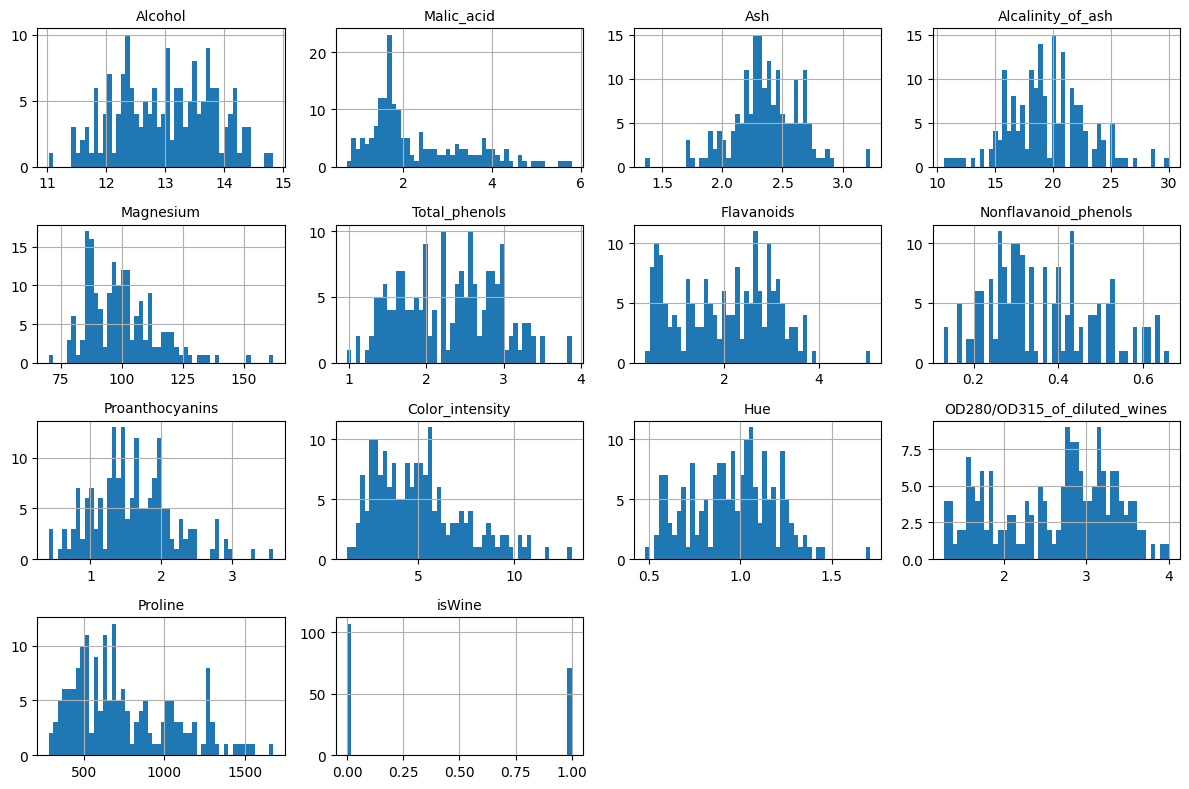 Alcohol Malic_acid Ash Alcalinity_of_ash
10 5 0
20 10 0
15 10 5 0
15 10 5 0
11 12 13 14 15
2 4 6
1.5 2.0 2.5 3.0
10 15 20 25 30
Magnesium Total_phenols Flavanoids Nonflavanoid_phenols
15 10 5 0
10 5 0
10 5 0
10 5 0
75 100 125 150
1 2 3 4
2 4
0.2 0.4 0.6
Proanthocyanins Color_intensity Hue OD280/OD315_of_diluted_wines
10 5 0
10 5 0
10 5 0
7.5 5.0 2.5 0.0
1 2 3
5 10
0.5 1.0 1.5
2 3 4
Proline isWine
10 5 0
100 50 0
500 1000 1500
0.00 0.25 0.50 0.75 1.00